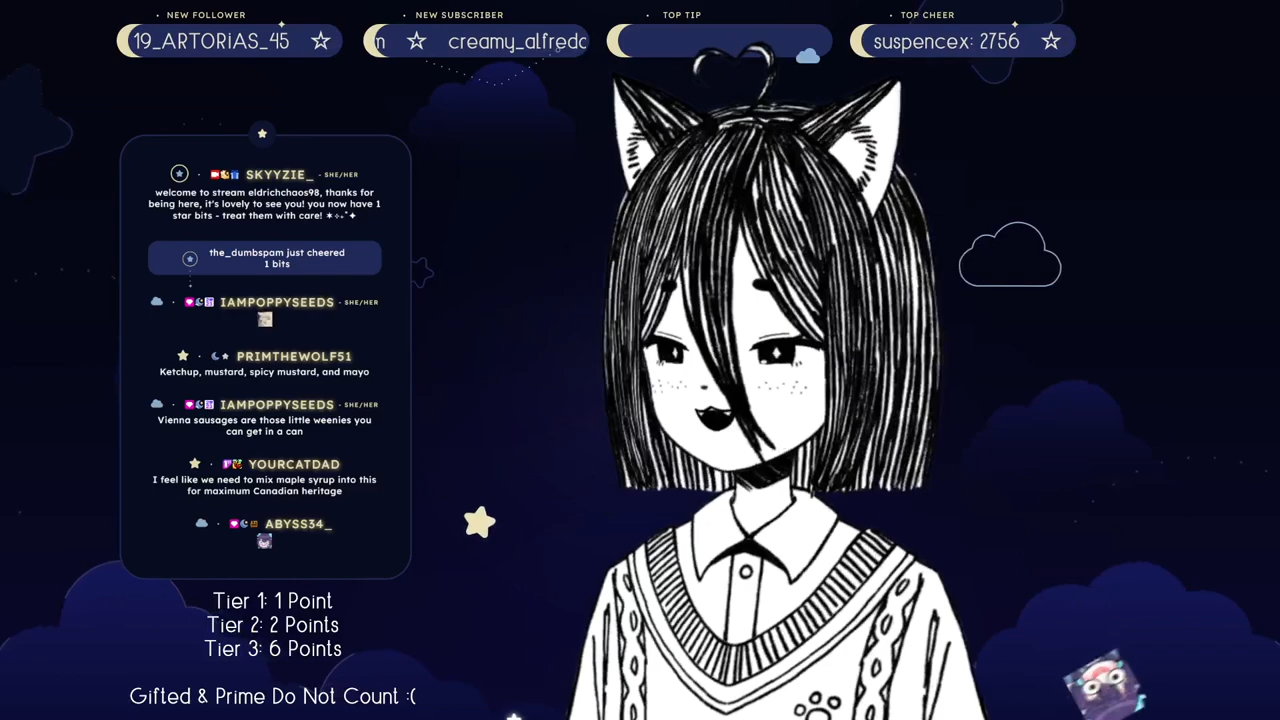 NEW FOLLOWER
NEW SUBSCRIBER
TOP TIP
TOP CHEER
19_ARTORiAS_45
creamy_alfredo
suspencex: 2756
SKYYZIE_ - SHE/HER
welcome to stream eldrichchaos98, thanks for
being here, it's lovely to see you! you now have 1
star bits - treat them with care!
the_dumbspam just cheered
1 bits
IAMPOPPYSEEDS - SHE/HER
PRIMTHEWOLF51
Ketchup, mustard, spicy mustard, and mayo
IAMPOPPYSEEDS - SHE/HER
Vienna sausages are those little weenies you
can get in a can
YOURCATDAD
I feel like we need to mix maple syrup into this
for maximum Canadian heritage
ABYSS34_
Tier 1: 1 Point
Tier 2: 2 Points
Tier 3: 6 Points
Gifted & Prime Do Not Count :(